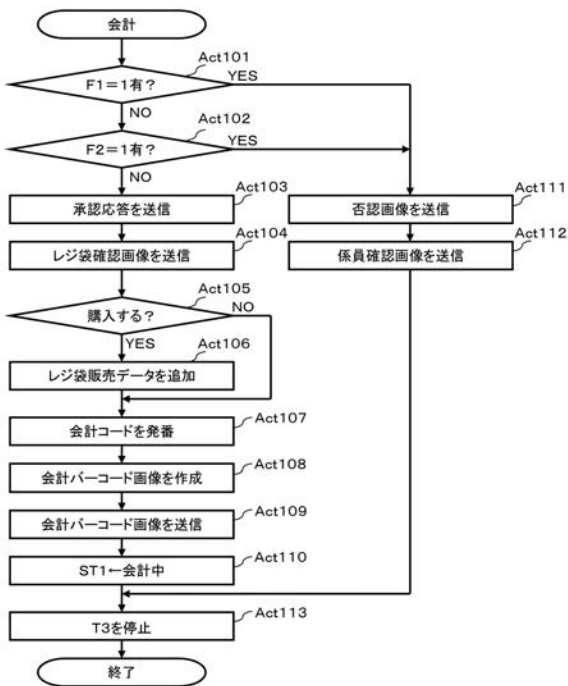 会計
Act101
F1=1有?
YES
NO
Act102
F2=1有?
YES
NO
Act103
承認応答を送信
Act104
レジ袋確認画像を送信
Act105
購入する?
NO
YES
Act106
レジ袋販売データを追加
Act107
会計コードを発番
Act108
会計バーコード画像を作成
Act109
会計バーコード画像を送信
Act110
ST1←会計中
Act111
否認画像を送信
Act112
係員確認画像を送信
Act113
T3を停止
終了